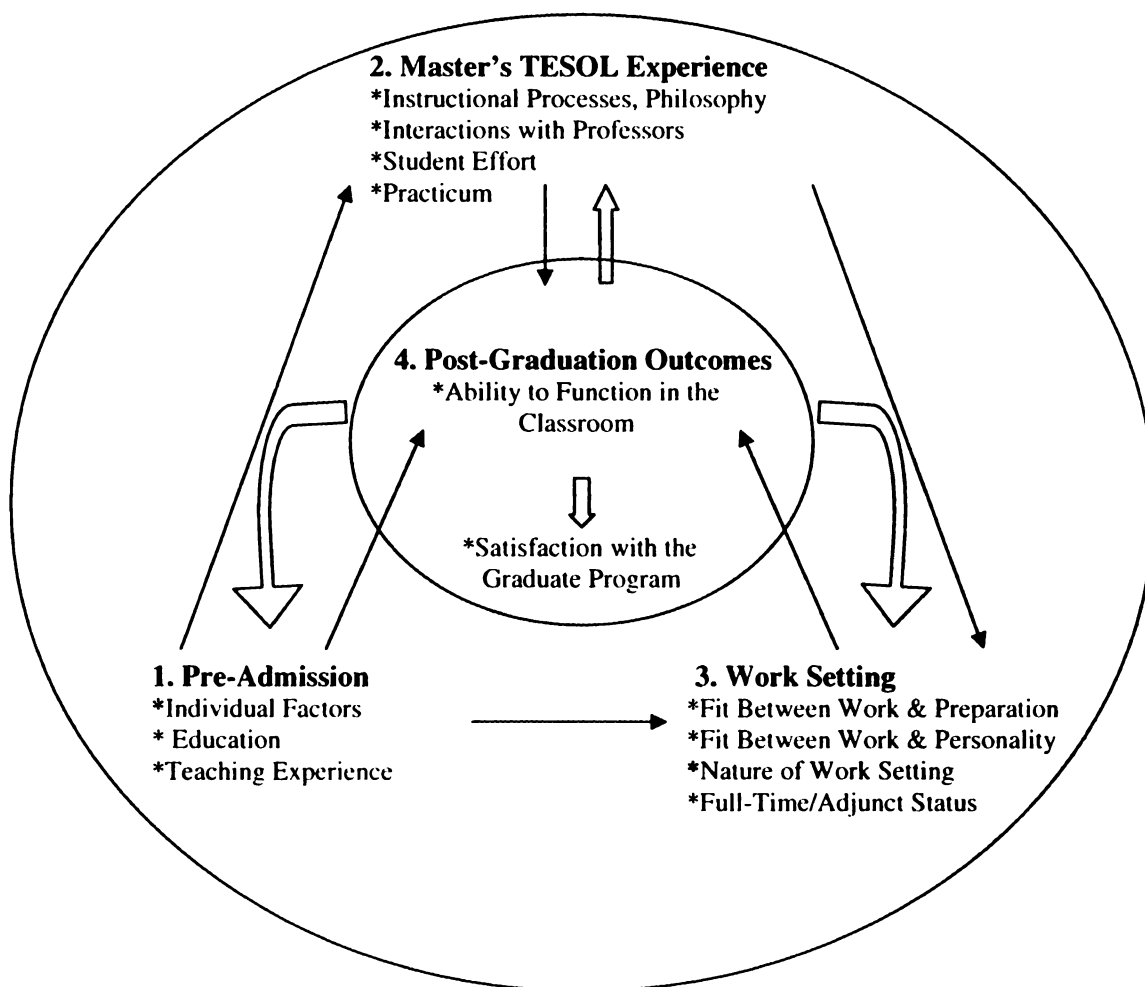 2. Master's TESOL Experience
*Instructional Processes, Philosophy
*Interactions with Professors
*Student Effort
*Practicum
4. Post-Graduation Outcomes
*Ability to Function in the
Classroom
*Satisfaction with the
Graduate Program
1. Pre-Admission
*Individual Factors
* Education
*Teaching Experience
3. Work Setting
*Fit Between Work & Preparation
*Fit Between Work & Personality
*Nature of Work Setting
*Full-Time/Adjunct Status